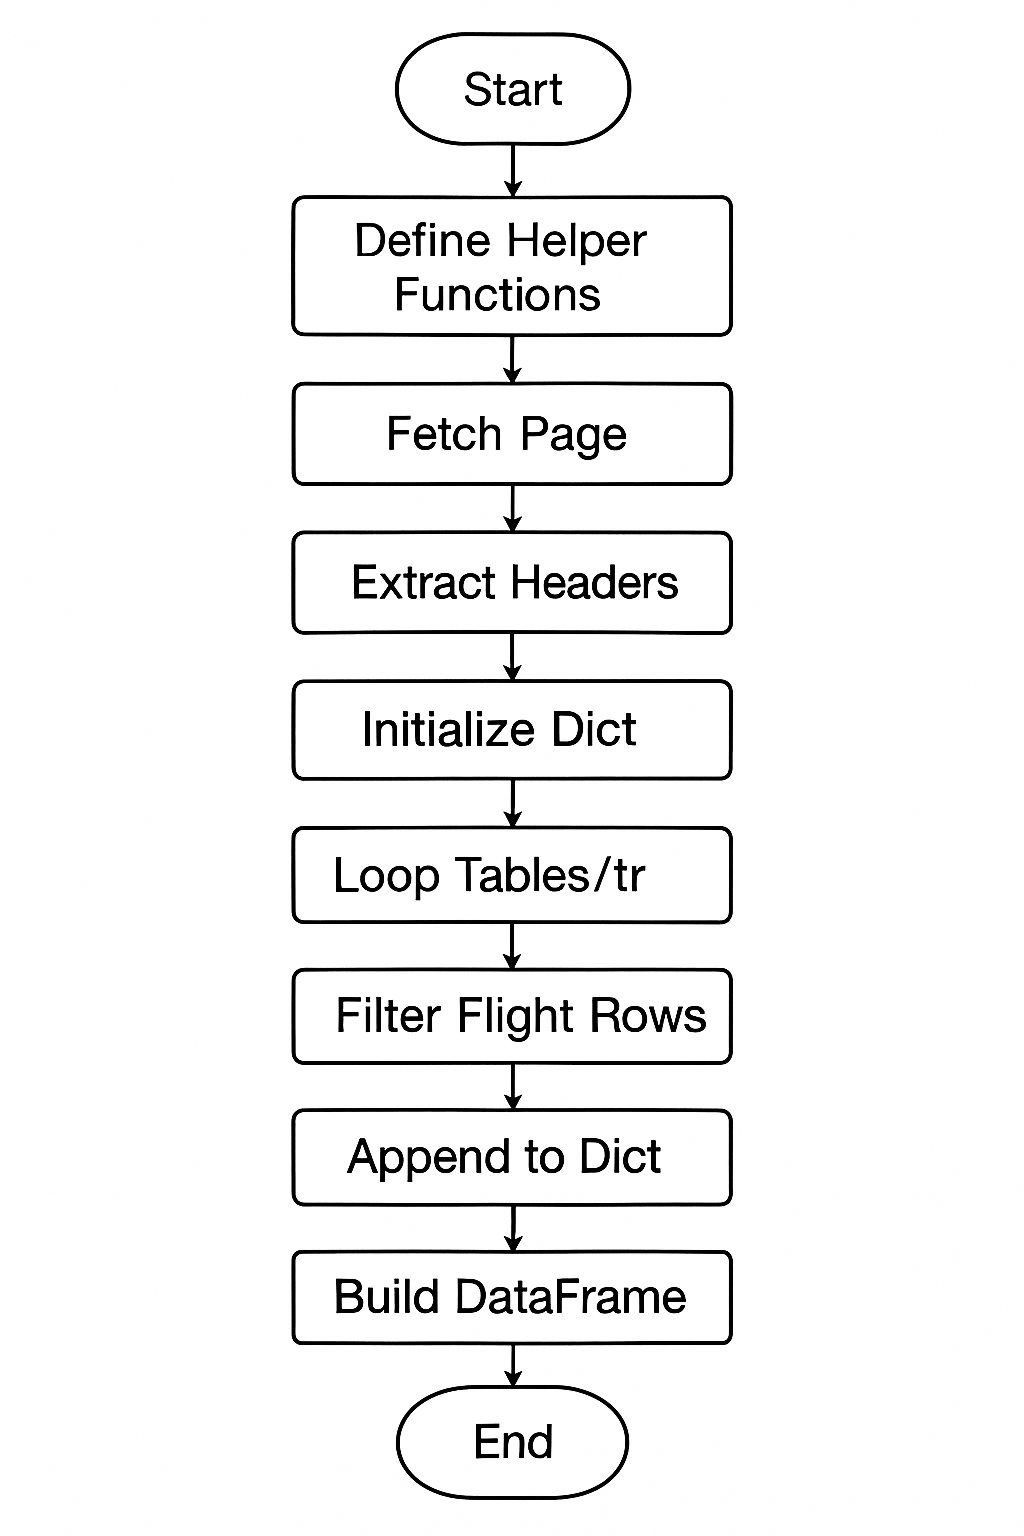 Start
Define Helper
Functions
Fetch Page
Extract Headers
Initialize Dict
Loop Tables/tr
Filter Flight Rows
Append to Dict
Build DataFrame
End